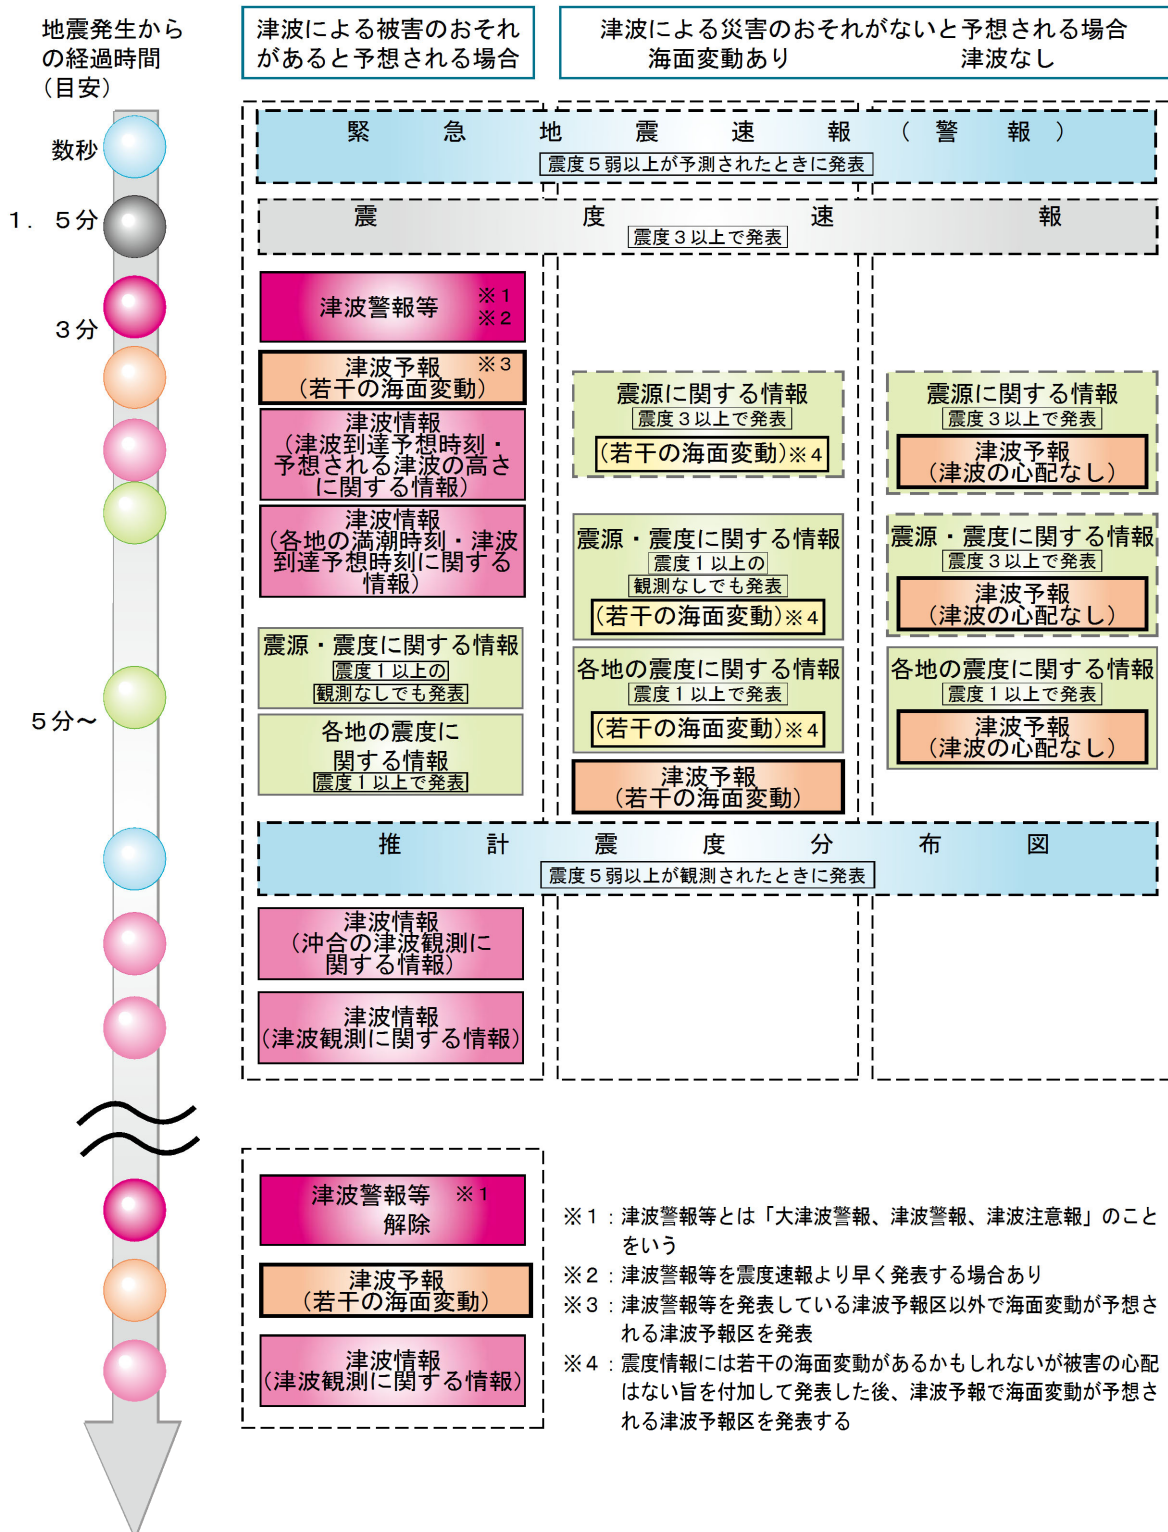 地震発生から
の経過時間
（目安）
津波による被害のおそれ
があると予想される場合
津波による災害のおそれがないと予想される場合
海面変動あり　津波なし
数秒
緊急地震速報（警報）
震度５弱以上が予測されたときに発表
１．５分
震度速報
震度３以上で発表
３分
津波警報等　※１
※２
津波予報　※３
（若干の海面変動）
津波情報
（津波到達予想時刻・
予想される津波の高さ
に関する情報）
津波情報
（各地の満潮時刻・津波
到達予想時刻に関する
情報）
震源・震度に関する情報
震度１以上の
観測なしでも発表
各地の震度に
関する情報
震度１以上で発表
震源に関する情報
震度３以上で発表
（若干の海面変動）※４
震源・震度に関する情報
震度１以上の
観測なしでも発表
（若干の海面変動）※４
各地の震度に関する情報
震度１以上で発表
（若干の海面変動）※４
津波予報
（若干の海面変動）
震源に関する情報
震度３以上で発表
津波予報
（津波の心配なし）
震源・震度に関する情報
震度３以上で発表
津波予報
（津波の心配なし）
各地の震度に関する情報
震度１以上で発表
津波予報
（津波の心配なし）
５分～
推計震度分布図
震度５弱以上が観測されたときに発表
津波情報
（沖合の津波観測に
関する情報）
津波情報
（津波観測に関する情報）
津波警報等　※１
解除
津波予報
（若干の海面変動）
津波情報
（津波観測に関する情報）
※１：津波警報等とは「大津波警報、津波警報、津波注意報」のこと
をいう
※２：津波警報等を震度速報より早く発表する場合あり
※３：津波警報等を発表している津波予報区以外で海面変動が予想さ
れる津波予報区を発表
※４：震度情報には若干の海面変動があるかもしれないが被害の心配
はない旨を付加して発表した後、津波予報で海面変動が予想さ
れる津波予報区を発表する